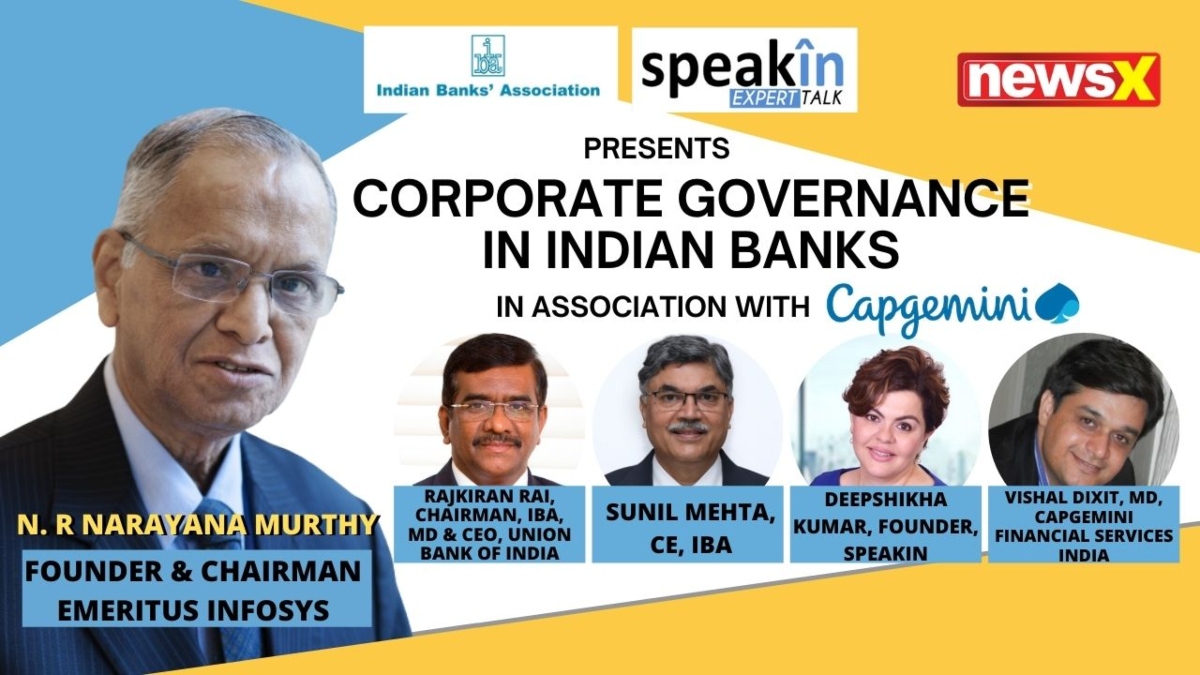 iba
Indian Banks' Association
speakin
EXPERT TALK
newsX
PRESENTS
CORPORATE GOVERNANCE
IN INDIAN BANKS
IN ASSOCIATION WITH Capgemini
N. R NARAYANA MURTHY
FOUNDER & CHAIRMAN
EMERITUS INFOSYS
RAJKIRAN RAI,
CHAIRMAN, IBA,
MD & CEO, UNION
BANK OF INDIA
SUNIL MEHTA,
CE, IBA
DEEPSHIKHA
KUMAR, FOUNDER,
SPEAKIN
VISHAL DIXIT, MD,
CAPGEMINI
FINANCIAL SERVICES
INDIA